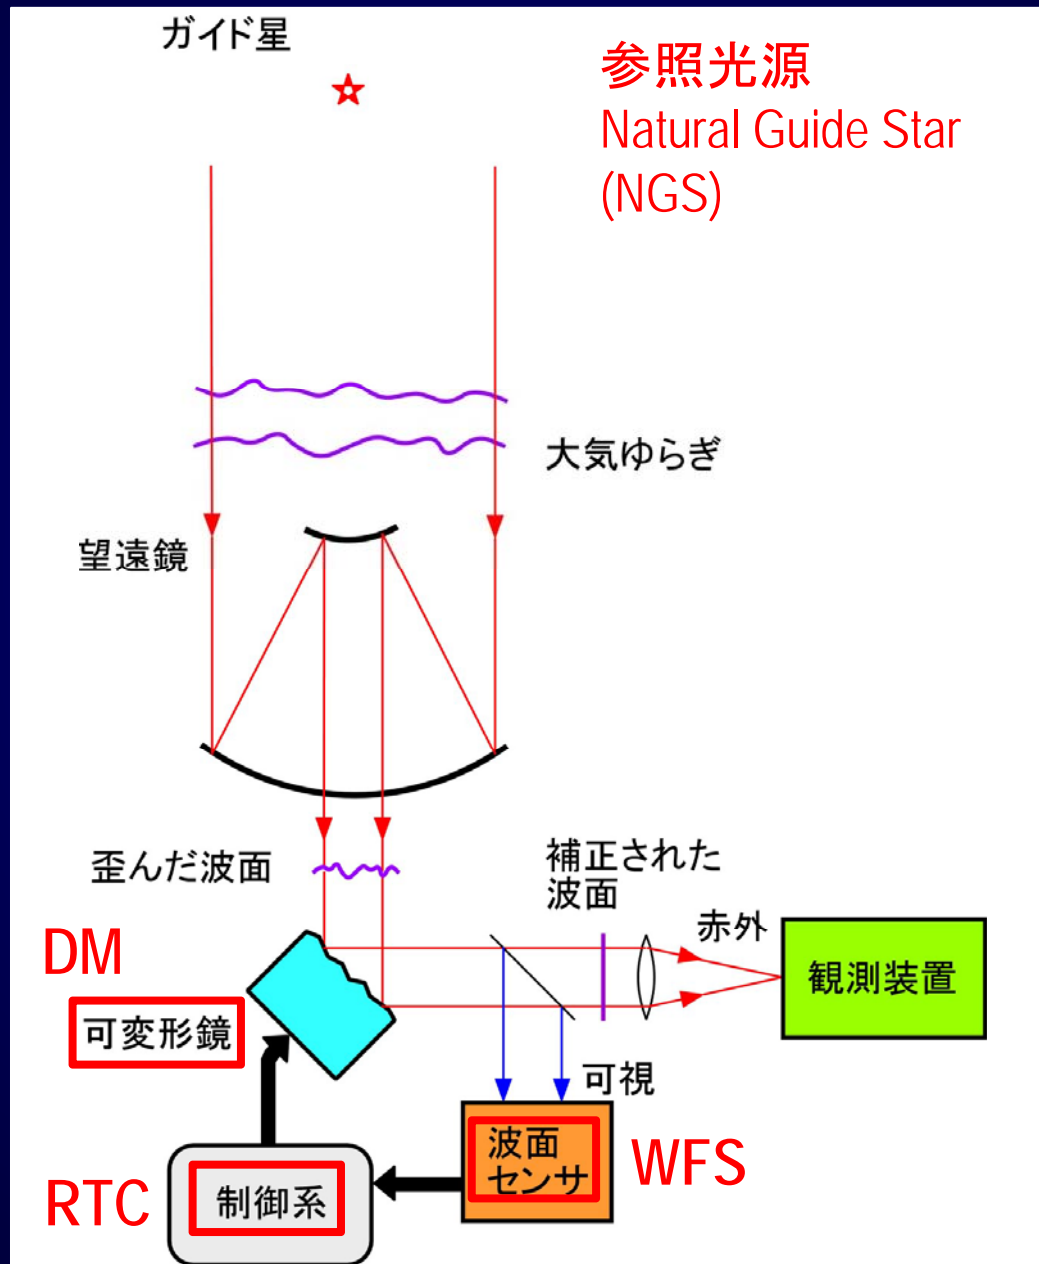 ガイド星
参照光源
Natural Guide Star
(NGS)
大気ゆらぎ
望遠鏡
歪んだ波面
補正された
波面
赤外
観測装置
DM
可変形鏡
可視
波面
センサ
WFS
RTC
制御系